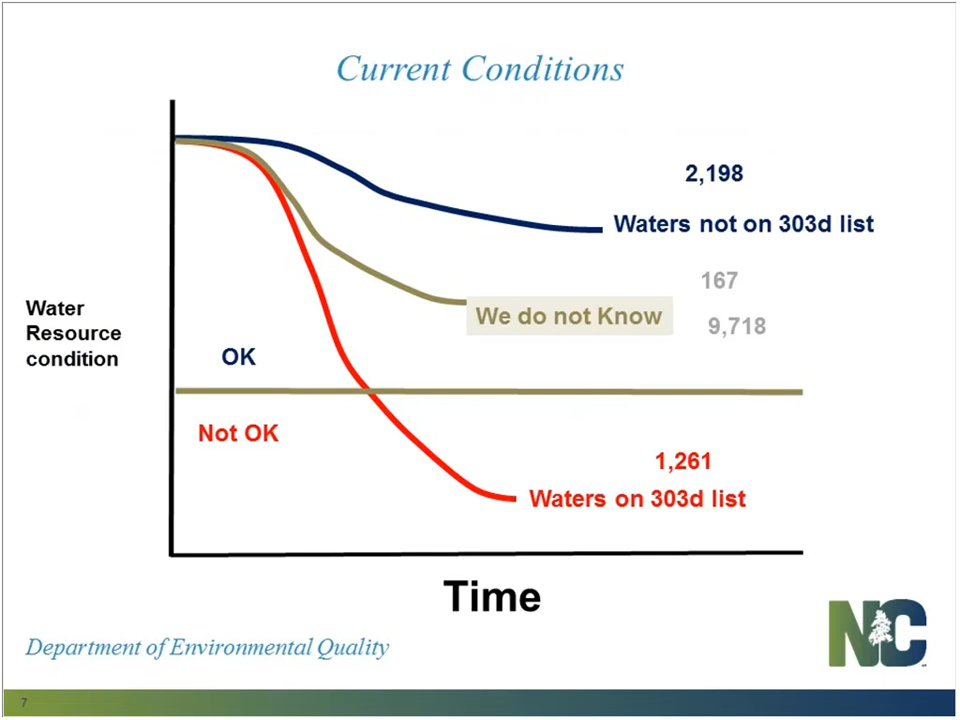 Current Conditions
2,198
Waters not on 303d list
167
We do not Know
9,718
Water
Resource
condition
OK
Not OK
1,261
Waters on 303d list
Time
Department of Environmental Quality
NC
7